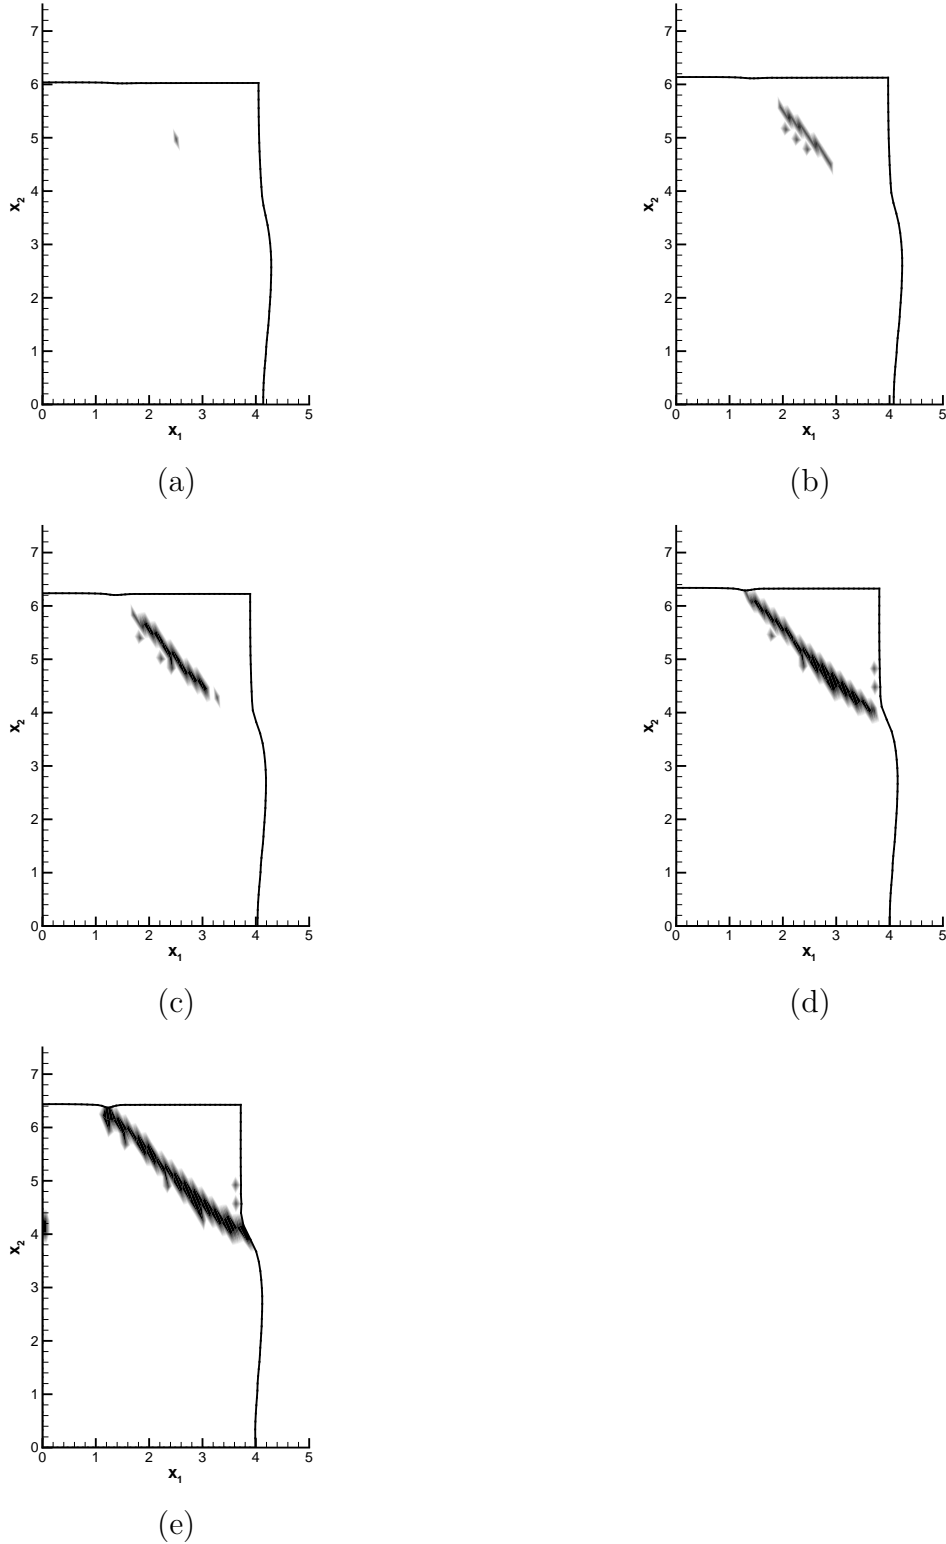 7 7
6 6
5 5
4 4
x₂ x₂
3 3
2 2
1 1
0 0
0 1 2 3 4 5 0 1 2 3 4 5
x₁ x₁
(a) (b)
7 7
6 6
5 5
4 4
x₂ x₂
3 3
2 2
1 1
0 0
0 1 2 3 4 5 0 1 2 3 4 5
x₁ x₁
(c) (d)
7
6
5
4
x₂
3
2
1
0
0 1 2 3 4 5
x₁
(e)